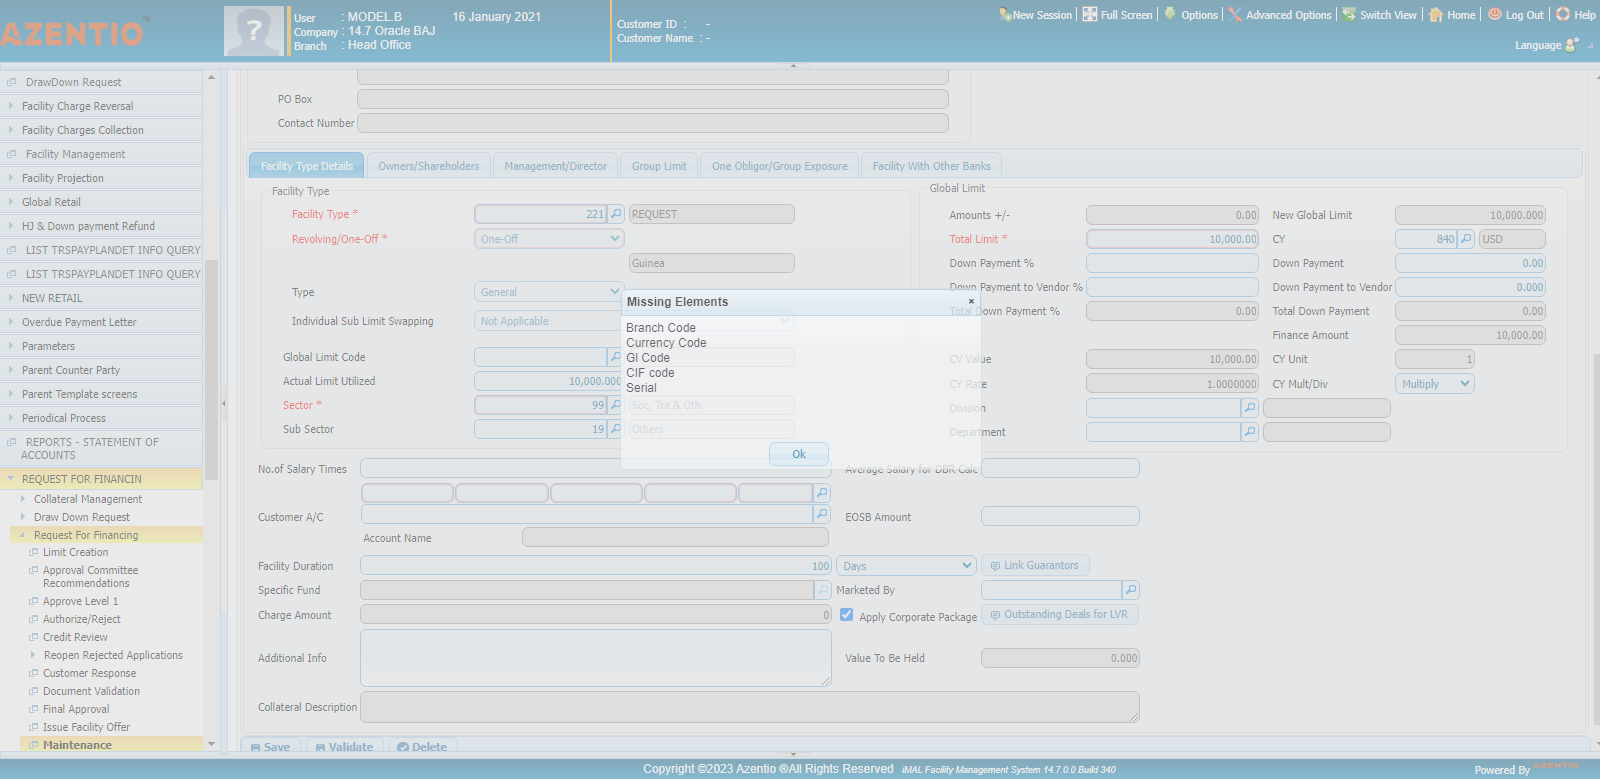 AZENTIO™
User : MODEL.B 16 January 2021
Company : 14.7 Oracle BAJ
Branch : Head Office
Customer ID : -
Customer Name : -
New Session | Full Screen | Options | Advanced Options | Switch View | Home | Log Out | Help
Language
DrawDown Request
Facility Charge Reversal
Facility Charges Collection
Facility Management
Facility Projection
Global Retail
HJ & Down payment Refund
LIST TRSPAYPLANDET INFO QUERY
LIST TRSPAYPLANDET INFO QUERY
NEW RETAIL
Overdue Payment Letter
Parameters
Parent Counter Party
Parent Template screens
Periodical Process
REPORTS - STATEMENT OF
ACCOUNTS
REQUEST FOR FINANCIN
Collateral Management
Draw Down Request
Request For Financing
Limit Creation
Approval Committee
Recommendations
Approve Level 1
Authorize/Reject
Credit Review
Reopen Rejected Applications
Customer Response
Document Validation
Final Approval
Issue Facility Offer
Maintenance
PO Box
Contact Number
Facility Type Details
Owners/Shareholders
Management/Director
Group Limit
One Obligor/Group Exposure
Facility With Other Banks
Facility Type
Facility Type * 221 REQUEST
Revolving/One-Off * One-Off
Guinea
Type General
Individual Sub Limit Swapping Not Applicable
Global Limit Code
Actual Limit Utilized 10,000.000
Sector * 99 Soc, Tra & Oth
Sub Sector 19 Others
Global Limit
Amounts +/- 0.00 New Global Limit 10,000.000
Total Limit * 10,000.00 CY 840 USD
Down Payment % Down Payment 0.00
Down Payment to Vendor % Down Payment to Vendor 0.000
Total Down Payment % 0.00 Total Down Payment 0.00
Finance Amount 10,000.00
CV Value 10,000.00 CY Unit 1
CY Rate 1.0000000 CY Mult/Div Multiply
Division
Department
Missing Elements ×
Branch Code
Currency Code
Gl Code
CIF code
Serial
Ok
No.of Salary Times Average Salary for DBR Calc
Customer A/C EOSB Amount
Account Name
Facility Duration 100 Days Link Guarantors
Specific Fund Marketed By
Charge Amount 0 Apply Corporate Package Outstanding Deals for LVR
Additional Info Value To Be Held 0.000
Collateral Description
Save Validate Delete
Copyright ©2023 Azentio ®All Rights Reserved iMAL Facility Management System 14.7.0.0 Build 340
Powered By AZENTIO